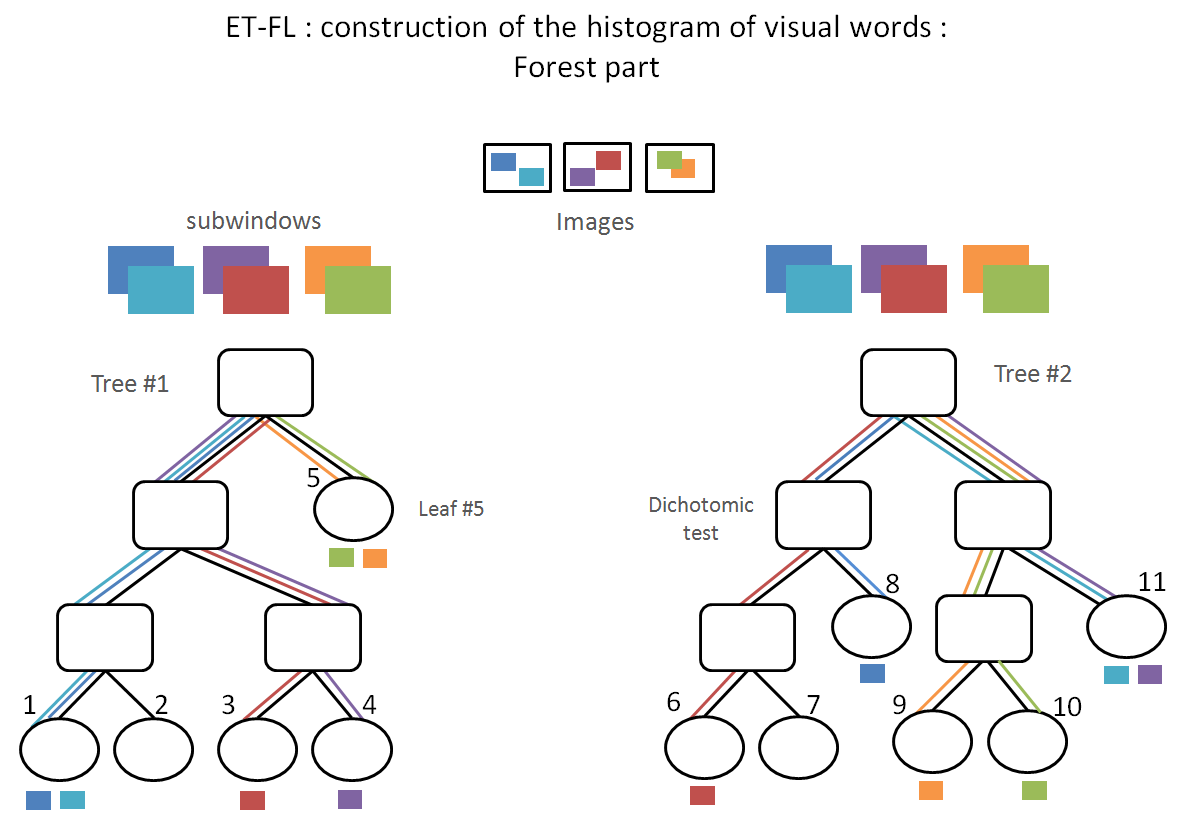 ET-FL : construction of the histogram of visual words :
Forest part
subwindows
Images
Tree #1
Tree #2
5
Leaf #5
Dichotomic
test
8
11
1
2
3
4
6
7
9
10